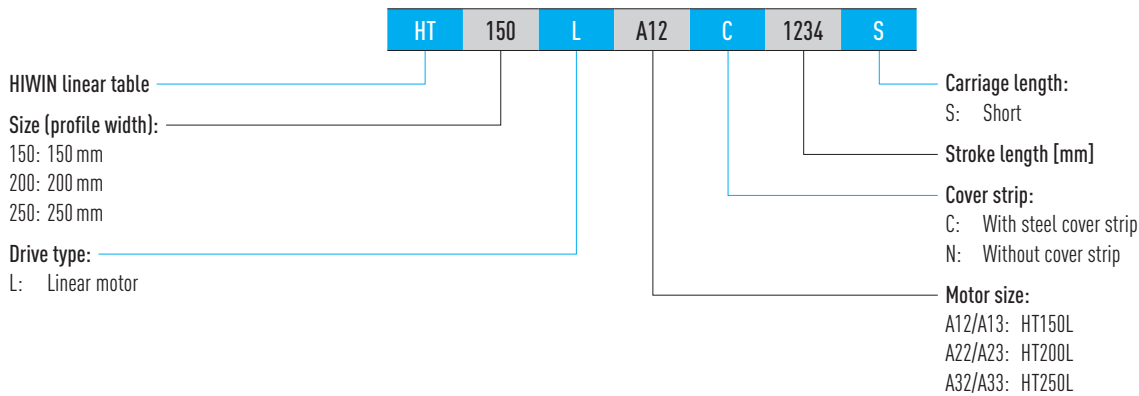 HT 150 L A12 C 1234 S
HIWIN linear table
Size (profile width):
150: 150 mm
200: 200 mm
250: 250 mm
Drive type:
L: Linear motor
Carriage length:
S: Short
Stroke length [mm]
Cover strip:
C: With steel cover strip
N: Without cover strip
Motor size:
A12/A13: HT150L
A22/A23: HT200L
A32/A33: HT250L